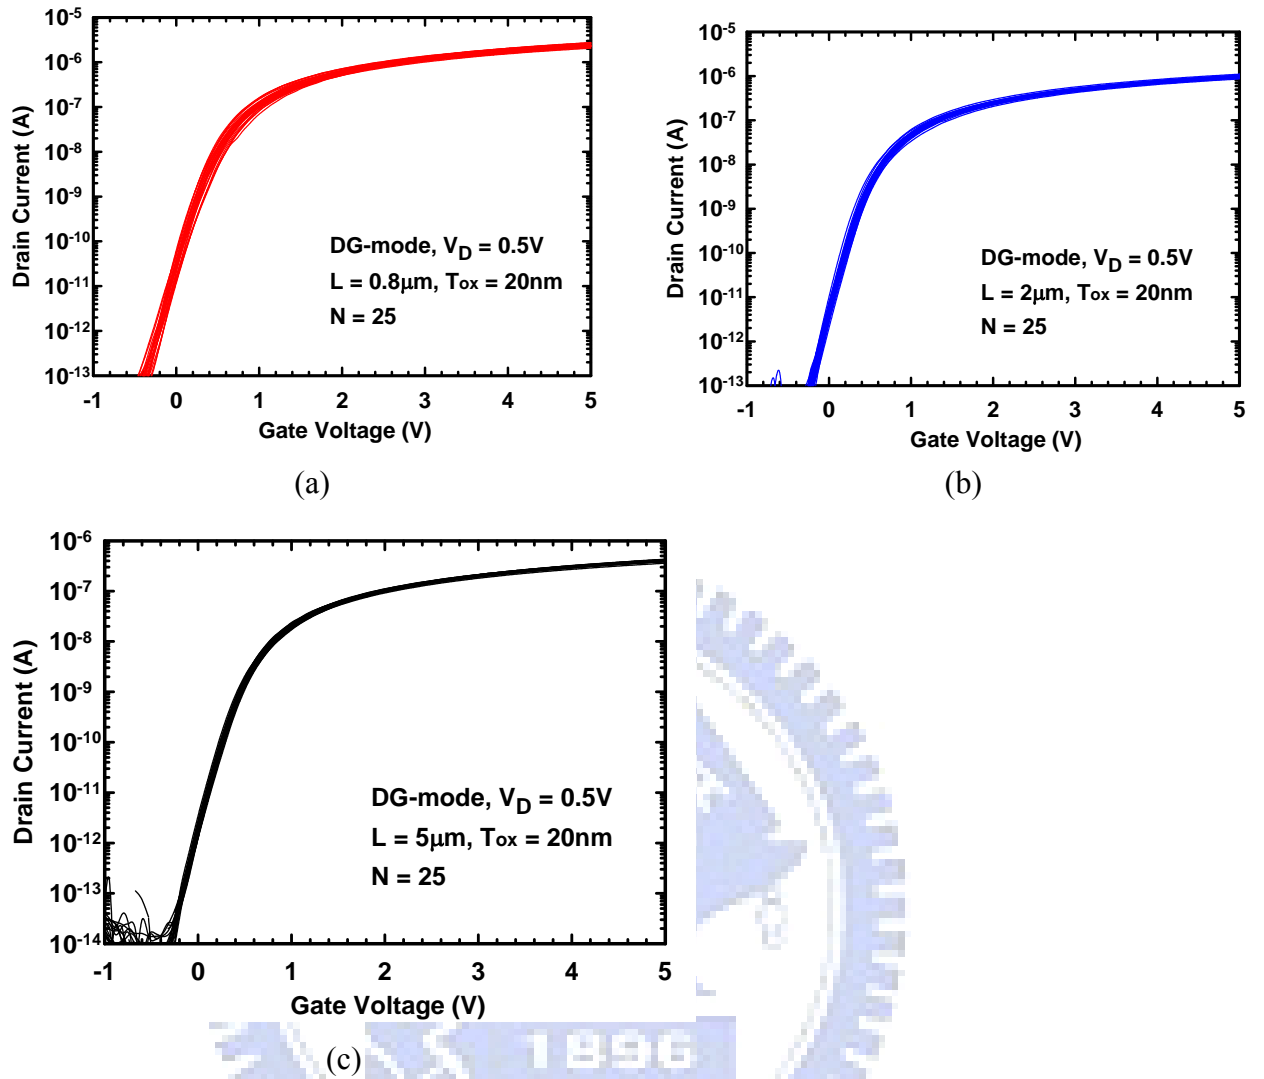 10-5
10-6
10-7
10-8
10-9
10-10
10-11
10-12
10-13
Drain Current (A)
DG-mode, VD = 0.5V
L = 0.8μm, Tox = 20nm
N = 25
-1 0 1 2 3 4 5
Gate Voltage (V)
(a)
10-5
10-6
10-7
10-8
10-9
10-10
10-11
10-12
10-13
Drain Current (A)
DG-mode, VD = 0.5V
L = 2μm, Tox = 20nm
N = 25
-1 0 1 2 3 4 5
Gate Voltage (V)
(b)
10-6
10-7
10-8
10-9
10-10
10-11
10-12
10-13
10-14
Drain Current (A)
DG-mode, VD = 0.5V
L = 5μm, Tox = 20nm
N = 25
-1 0 1 2 3 4 5
Gate Voltage (V)
(c)
1896